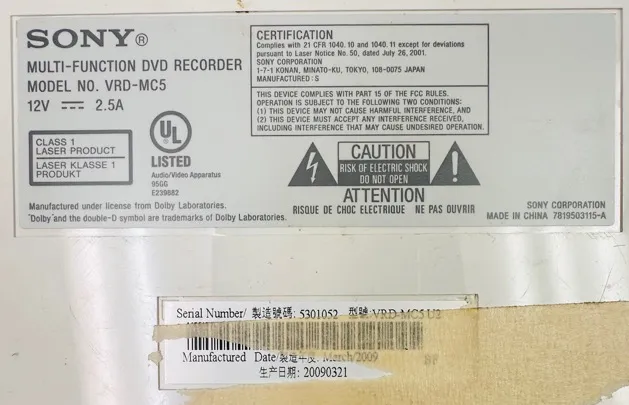 SONY®
MULTI-FUNCTION DVD RECORDER
MODEL NO. VRD-MC5
12V ⎓ 2.5A
CLASS 1
LASER PRODUCT
LASER KLASSE 1
PRODUKT
UL
LISTED
Audio/Video Apparatus
95GG
E239882
Manufactured under license from Dolby Laboratories.
"Dolby" and the double-D symbol are trademarks of Dolby Laboratories.
CERTIFICATION
Complies with 21 CFR 1040.10 and 1040.11 except for deviations
pursuant to Laser Notice No. 50, dated July 26, 2001.
SONY CORPORATION
1-7-1 KONAN, MINATO-KU, TOKYO, 108-0075 JAPAN
MANUFACTURED : S
THIS DEVICE COMPLIES WITH PART 15 OF THE FCC RULES.
OPERATION IS SUBJECT TO THE FOLLOWING TWO CONDITIONS:
(1) THIS DEVICE MAY NOT CAUSE HARMFUL INTERFERENCE, AND
(2) THIS DEVICE MUST ACCEPT ANY INTERFERENCE RECEIVED,
INCLUDING INTERFERENCE THAT MAY CAUSE UNDESIRED OPERATION.
CAUTION
RISK OF ELECTRIC SHOCK
DO NOT OPEN
ATTENTION
RISQUE DE CHOC ELECTRIQUE NE PAS OUVRIR
SONY CORPORATION
MADE IN CHINA 7819503115-A
Serial Number/ 製造號碼: 5301052 型號:VRD-MC5 U2
Manufactured Date/製造年度: March/2009
生产日期: 20090321